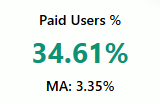 Paid Users %
34.61%
MA: 3.35%